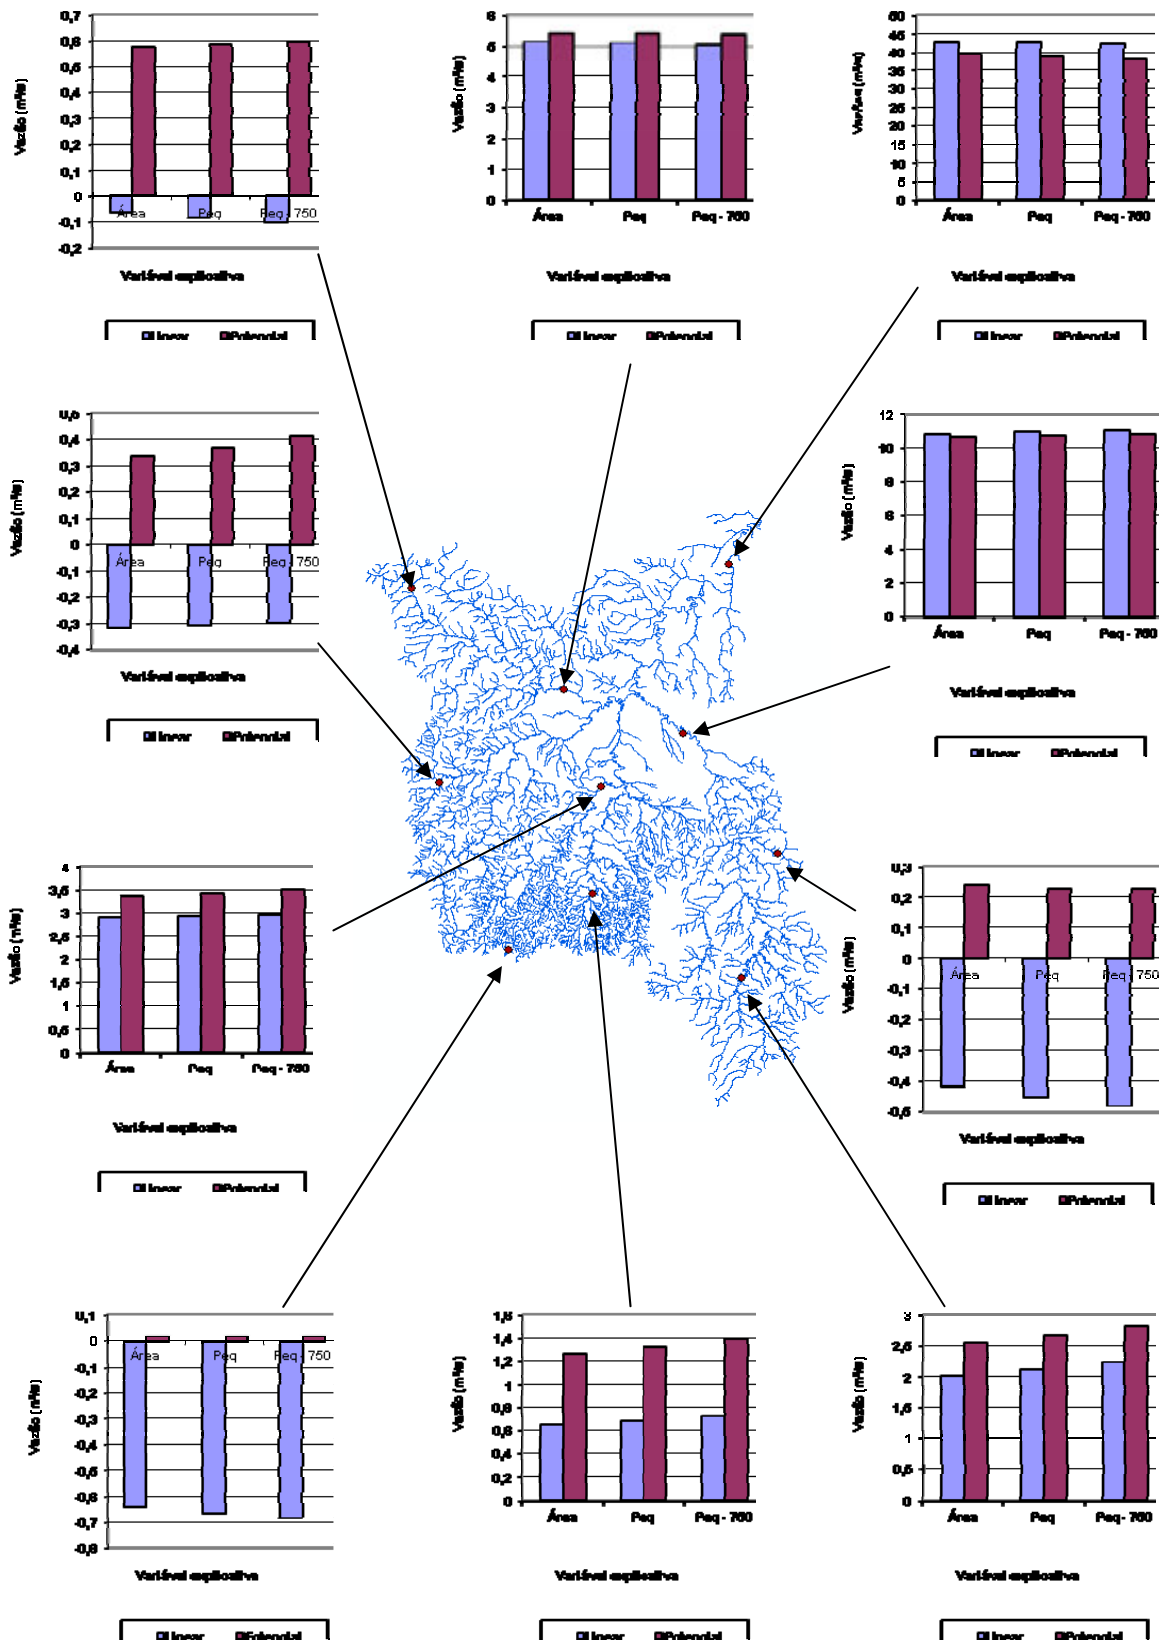 0,7
0,6
0,5
0,4
0,3
0,2
0,1
0
-0,1
-0,2
Vazão (m³/s)
Área
Peq
Peq - 750
Variável explicativa
Linear Potencial
8
6
4
3
2
1
0
Vazão (m³/s)
Área
Peq
Peq - 750
Variável explicativa
Linear Potencial
50
45
40
35
30
25
20
15
10
5
0
Área
Peq
Peq - 750
Variável explicativa
Linear Potencial
0,5
0,4
0,3
0,2
0,1
0
-0,1
-0,2
-0,3
-0,4
Vazão (m³/s)
Área
Peq
Peq - 750
Variável explicativa
Linear Potencial
12
10
8
6
4
2
0
Vazão (m³/s)
Área
Peq
Peq - 750
Variável explicativa
Linear Potencial
4
3,5
3
2,5
2
1,5
1
0,5
0
Vazão (m³/s)
Área
Peq
Peq - 750
Variável explicativa
Linear Potencial
0,3
0,2
0,1
0
-0,1
-0,2
-0,3
-0,4
-0,5
Vazão (m³/s)
Área
Peq
Peq - 750
Variável explicativa
Linear Potencial
0,1
0
-0,1
-0,2
-0,3
-0,4
-0,5
-0,6
-0,7
-0,8
Vazão (m³/s)
Área
Peq
Peq - 750
Variável explicativa
Linear Potencial
1,6
1,4
1,2
1
0,8
0,6
0,4
0,2
0
Vazão (m³/s)
Área
Peq
Peq - 750
Variável explicativa
Linear Potencial
3
2,5
2
1,5
1
0,5
0
Vazão (m³/s)
Área
Peq
Peq - 750
Variável explicativa
Linear Potencial